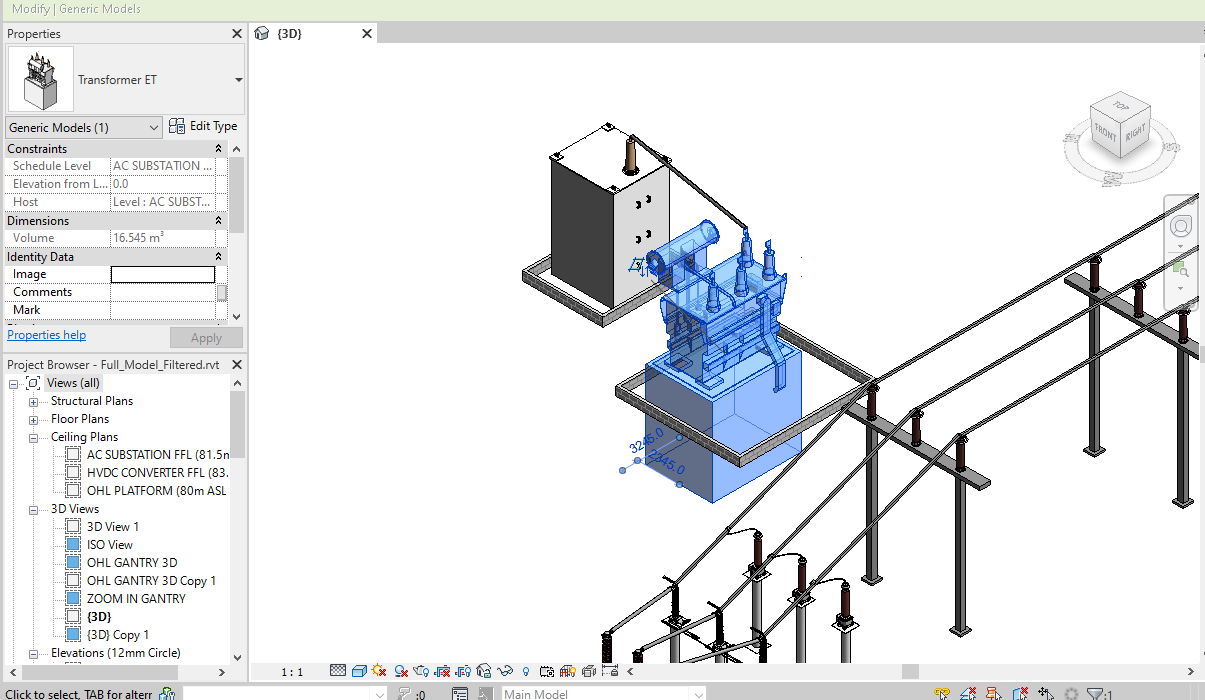 Modify | Generic Models
Properties
{3D}
Transformer ET
Generic Models (1)
Edit Type
Constraints
Schedule Level
AC SUBSTATION ...
Elevation from L...
0.0
Host
Level : AC SUBST...
Dimensions
Volume
16.545 m³
Identity Data
Image
Comments
Mark
Properties help
Apply
Project Browser - Full_Model_Filtered.rvt
Views (all)
Structural Plans
Floor Plans
Ceiling Plans
AC SUBSTATION FFL (81.5m
HVDC CONVERTER FFL (83.
OHL PLATFORM (80m ASL
3D Views
3D View 1
ISO View
OHL GANTRY 3D
OHL GANTRY 3D Copy 1
ZOOM IN GANTRY
{3D}
{3D} Copy 1
Elevations (12mm Circle)
TOP
FRONT
RIGHT
3245.0
2345.0
1 : 1
Click to select, TAB for altern
:0
Main Model
:1